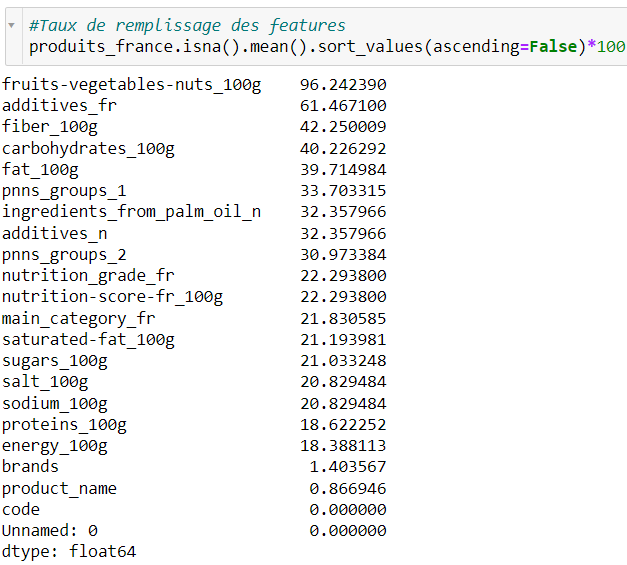 #Taux de remplissage des features
produits_france.isna().mean().sort_values(ascending=False)*100
fruits-vegetables-nuts_100g 96.242390
additives_fr 61.467100
fiber_100g 42.250009
carbohydrates_100g 40.226292
fat_100g 39.714984
pnns_groups_1 33.703315
ingredients_from_palm_oil_n 32.357966
additives_n 32.357966
pnns_groups_2 30.973384
nutrition_grade_fr 22.293800
nutrition-score-fr_100g 22.293800
main_category_fr 21.830585
saturated-fat_100g 21.193981
sugars_100g 21.033248
salt_100g 20.829484
sodium_100g 20.829484
proteins_100g 18.622252
energy_100g 18.388113
brands 1.403567
product_name 0.866946
code 0.000000
Unnamed: 0 0.000000
dtype: float64